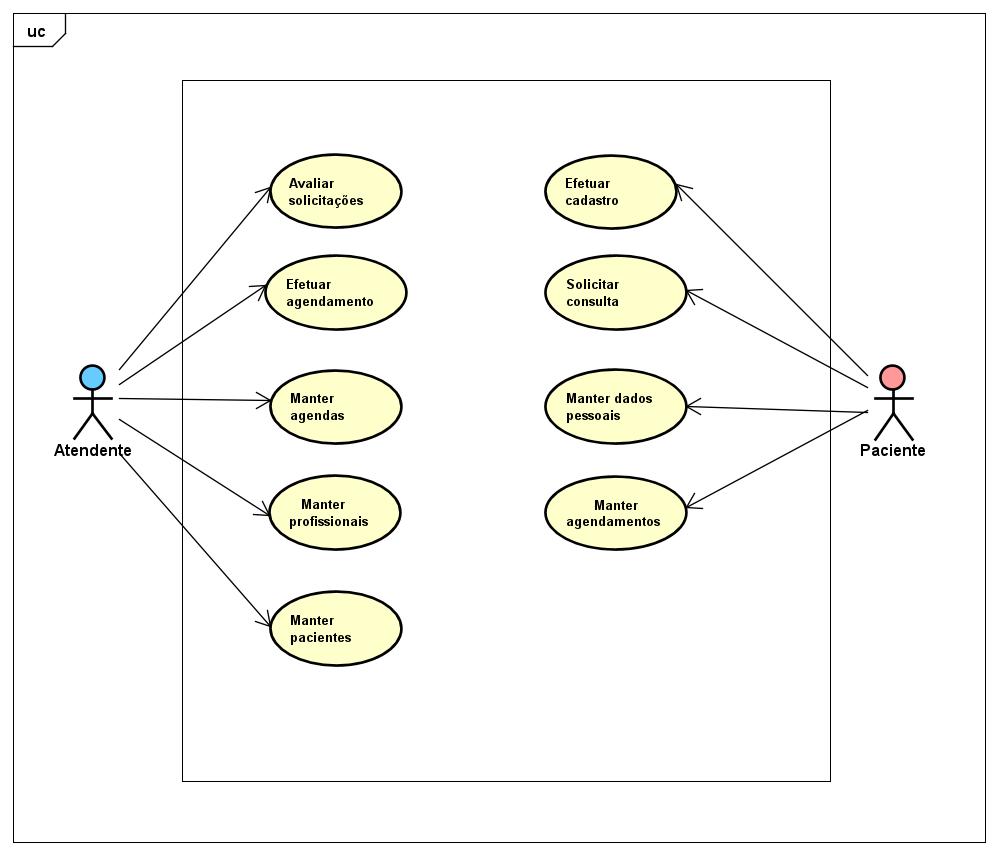 uc
Avaliar
solicitações
Efetuar
agendamento
Manter
agendas
Manter
profissionais
Manter
pacientes
Efetuar
cadastro
Solicitar
consulta
Manter dados
pessoais
Manter
agendamentos
Atendente
Paciente